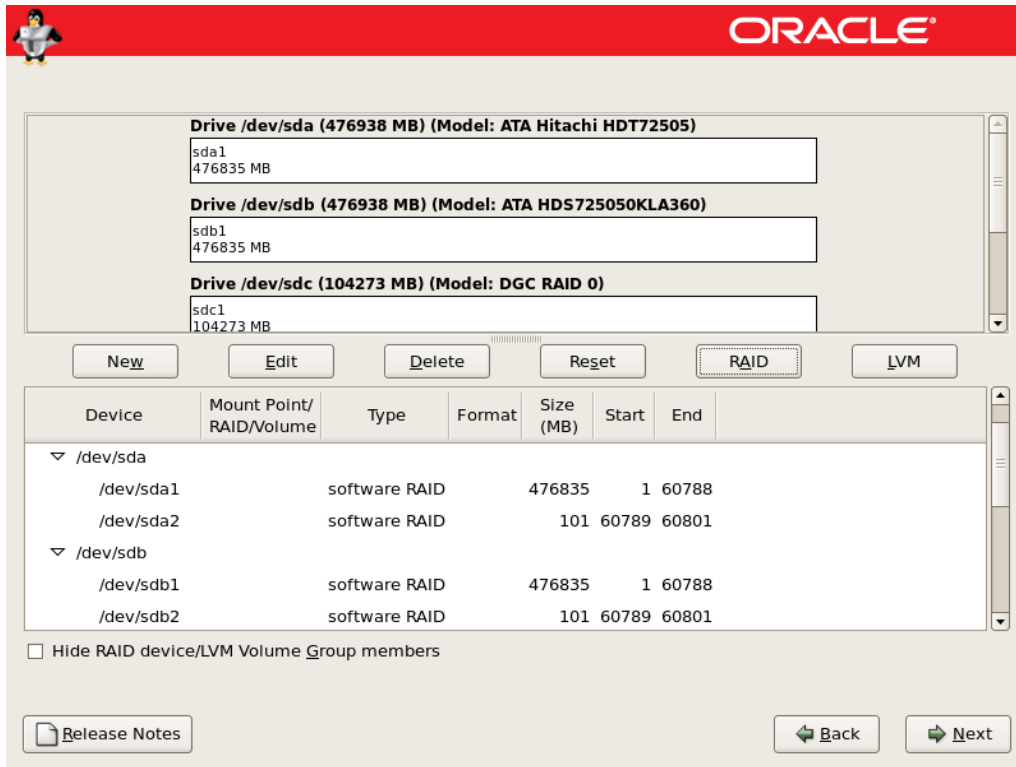 ORACLE®
Drive /dev/sda (476938 MB) (Model: ATA Hitachi HDT72505)
sda1
476835 MB
Drive /dev/sdb (476938 MB) (Model: ATA HDS725050KLA360)
sdb1
476835 MB
Drive /dev/sdc (104273 MB) (Model: DGC RAID 0)
sdc1
104273 MB
New Edit Delete Reset RAID LVM
Device Mount Point/ RAID/Volume Type Format Size (MB) Start End
/dev/sda
/dev/sda1 software RAID 476835 1 60788
/dev/sda2 software RAID 101 60789 60801
/dev/sdb
/dev/sdb1 software RAID 476835 1 60788
/dev/sdb2 software RAID 101 60789 60801
Hide RAID device/LVM Volume Group members
Release Notes Back Next